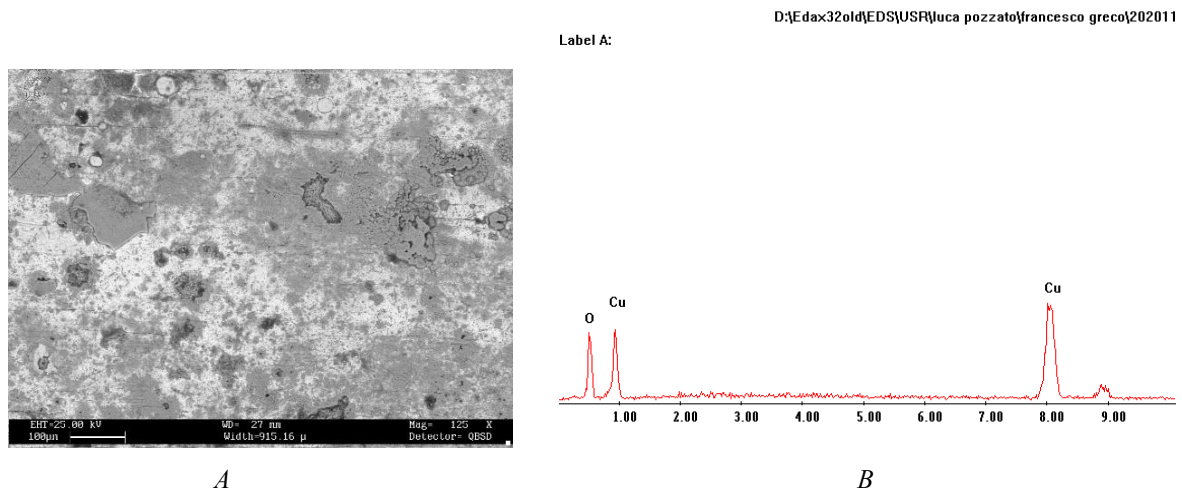 D:\Edax32old\EDS\USR\luca pozzato\francesco greco\202011
Label A:
EHT=25.00 kV WD= 27 mm Mag= 125 X
100µm Width=915.16 µ Detector= QBSD
O Cu Cu
1.00 2.00 3.00 4.00 5.00 6.00 7.00 8.00 9.00
A B